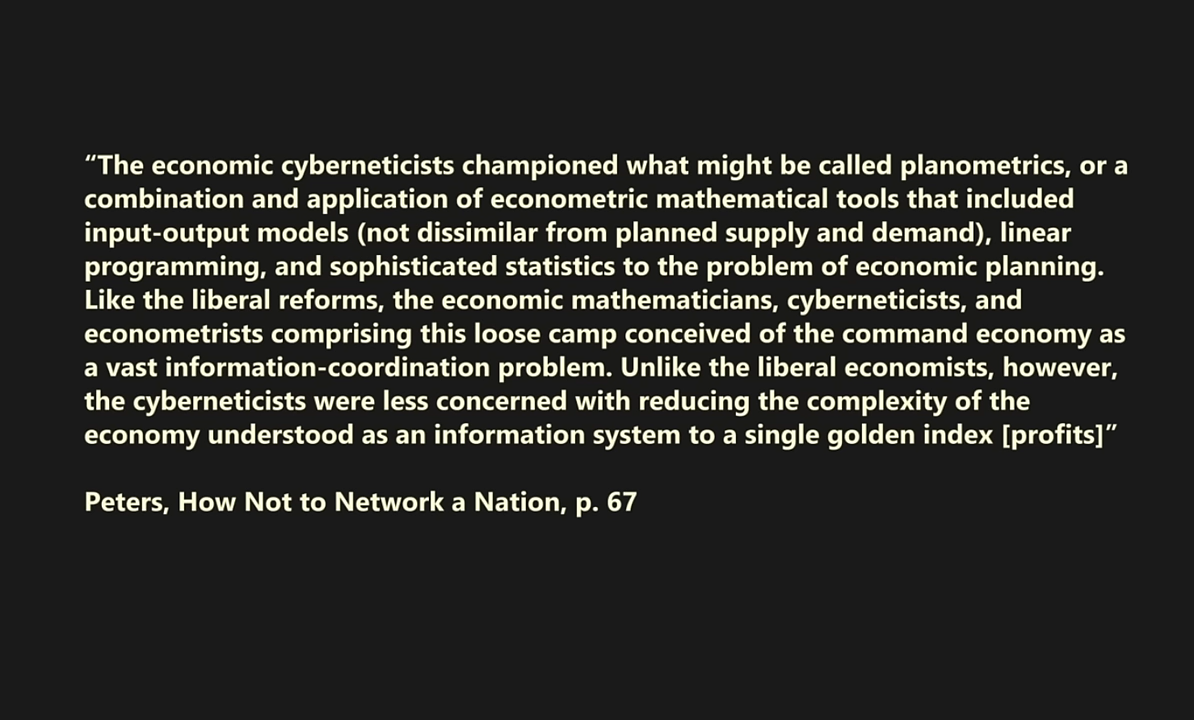 “The economic cyberneticists championed what might be called planometrics, or a
combination and application of econometric mathematical tools that included
input-output models (not dissimilar from planned supply and demand), linear
programming, and sophisticated statistics to the problem of economic planning.
Like the liberal reforms, the economic mathematicians, cyberneticists, and
econometrists comprising this loose camp conceived of the command economy as
a vast information-coordination problem. Unlike the liberal economists, however,
the cyberneticists were less concerned with reducing the complexity of the
economy understood as an information system to a single golden index [profits]”
Peters, How Not to Network a Nation, p. 67